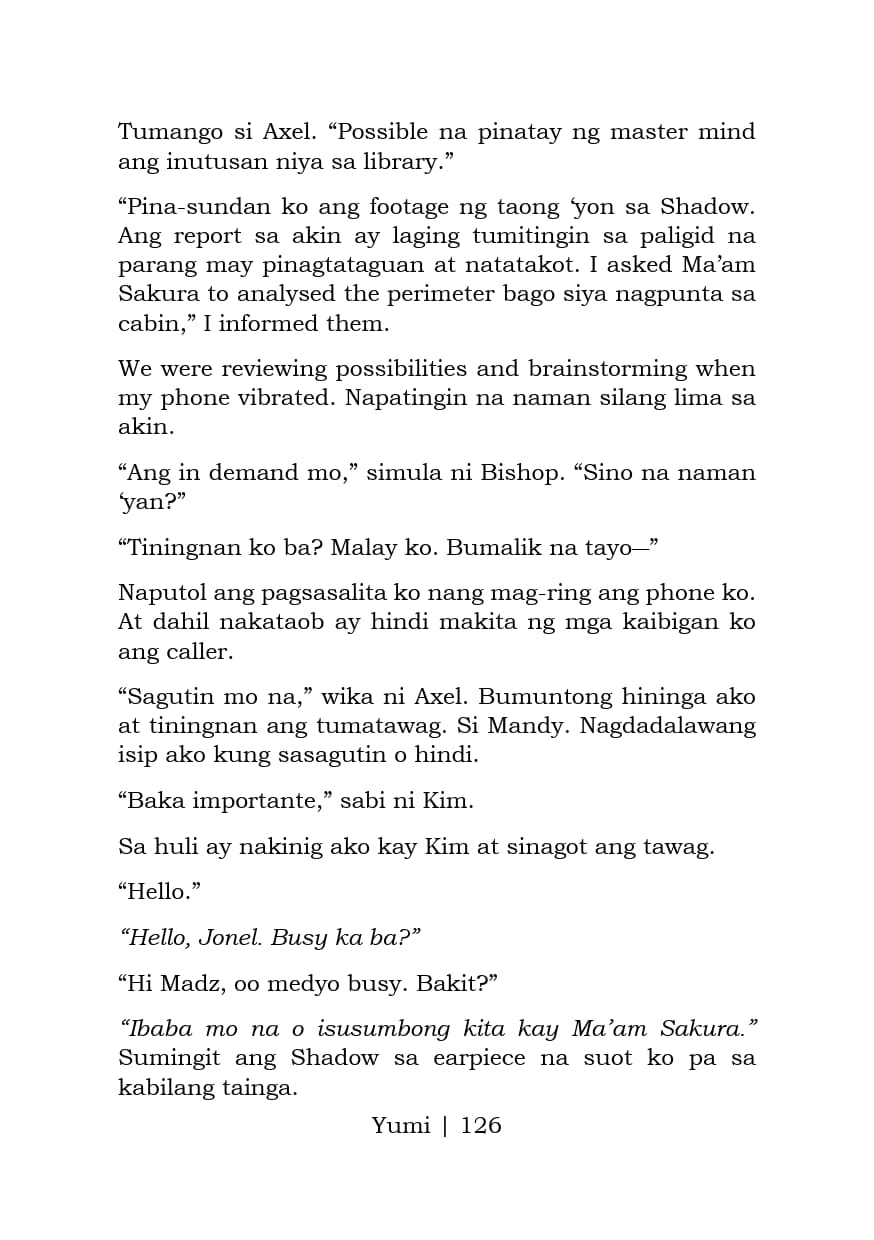 Tumango si Axel. “Possible na pinatay ng master mind
ang inutusan niya sa library.”
“Pina-sundan ko ang footage ng taong ‘yon sa Shadow.
Ang report sa akin ay laging tumitingin sa paligid na
parang may pinagtataguan at natatakot. I asked Ma’am
Sakura to analysed the perimeter bago siya nagpunta sa
cabin,” I informed them.
We were reviewing possibilities and brainstorming when
my phone vibrated. Napatingin na naman silang lima sa
akin.
“Ang in demand mo,” simula ni Bishop. “Sino na naman
‘yan?”
“Tiningnan ko ba? Malay ko. Bumalik na tayo—”
Naputol ang pagsasalita ko nang mag-ring ang phone ko.
At dahil nakataob ay hindi makita ng mga kaibigan ko
ang caller.
“Sagutin mo na,” wika ni Axel. Bumuntong hininga ako
at tiningnan ang tumatawag. Si Mandy. Nagdadalawang
isip ako kung sasagutin o hindi.
“Baka importante,” sabi ni Kim.
Sa huli ay nakinig ako kay Kim at sinagot ang tawag.
“Hello.”
“Hello, Jonel. Busy ka ba?”
“Hi Madz, oo medyo busy. Bakit?”
“Ibaba mo na o isusumbong kita kay Ma’am Sakura.”
Sumingit ang Shadow sa earpiece na suot ko pa sa
kabilang tainga.
Yumi | 126